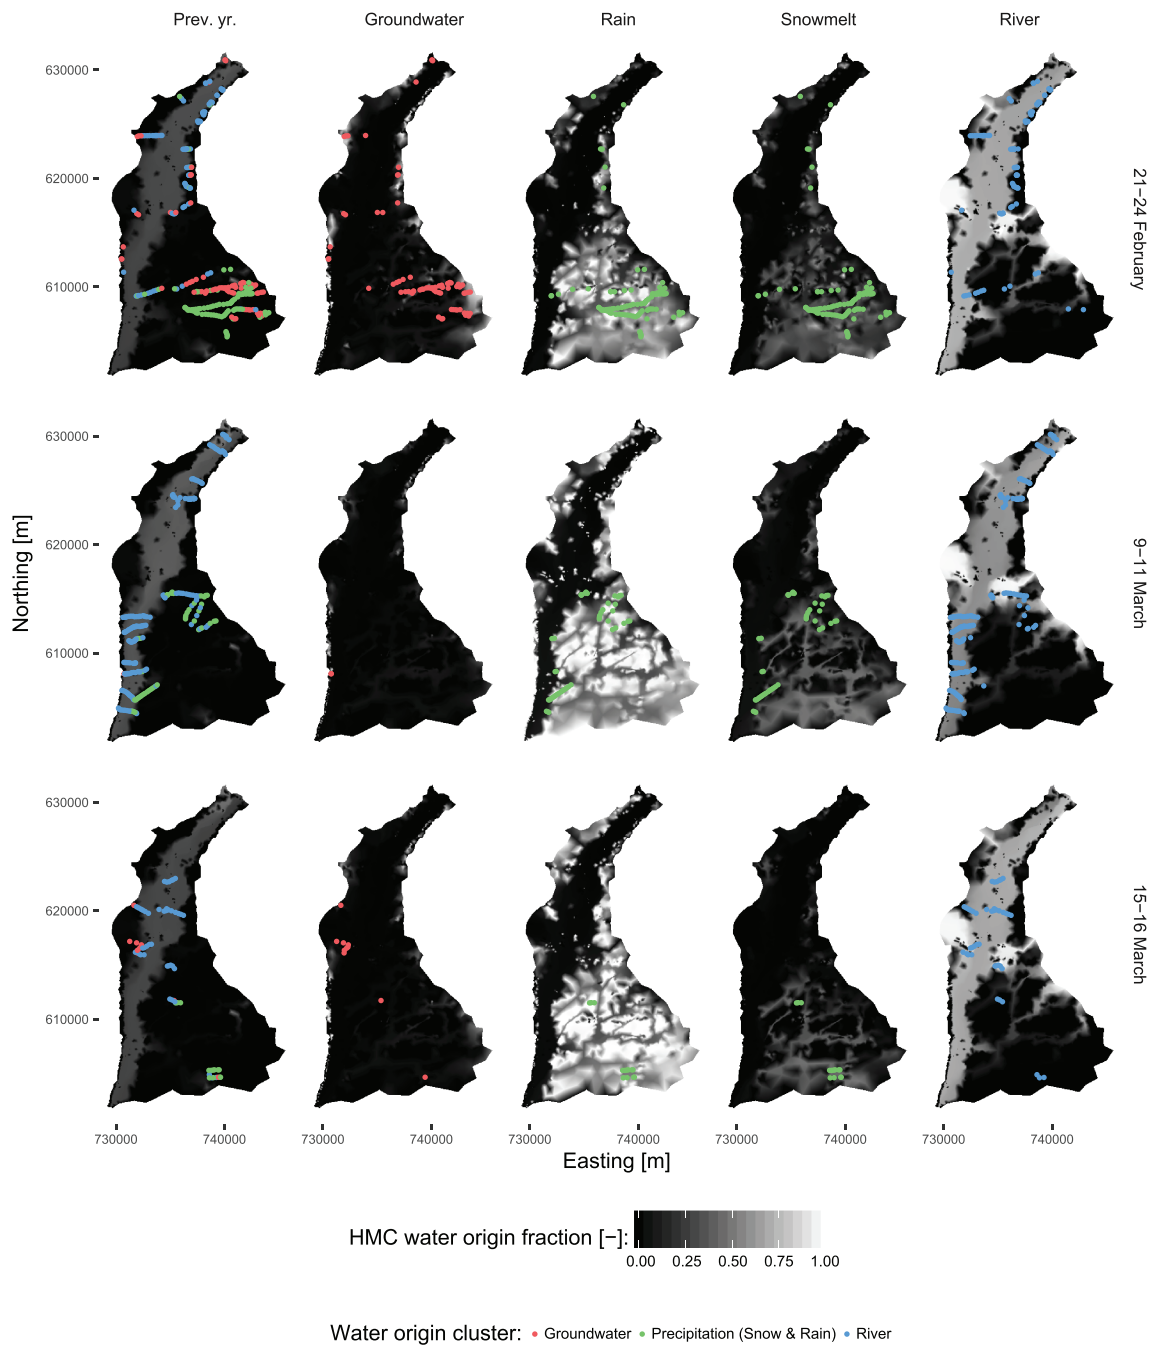 Prev. yr. Groundwater Rain Snowmelt River
630000
620000
610000
21−24 February
630000
620000
610000
9−11 March
630000
620000
610000
15−16 March
Northing [m]
730000 740000 730000 740000 730000 740000 730000 740000 730000 740000
Easting [m]
HMC water origin fraction [−]:
0.00 0.25 0.50 0.75 1.00
Water origin cluster: Groundwater Precipitation (Snow & Rain) River